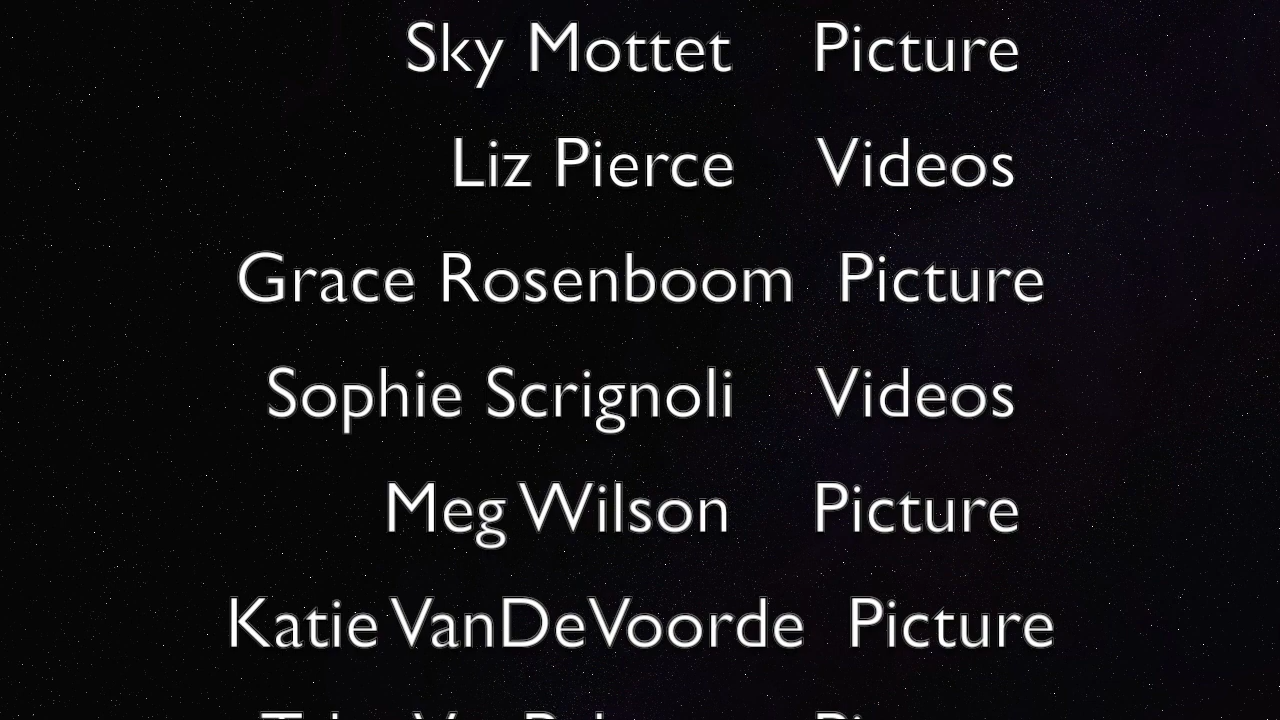 Sky Mottet Picture
Liz Pierce Videos
Grace Rosenboom Picture
Sophie Scrignoli Videos
Meg Wilson Picture
Katie VanDeVoorde Picture